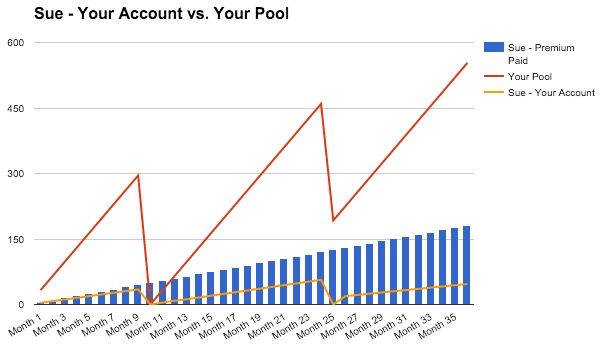 Sue - Your Account vs. Your Pool
600
450
300
150
0
Sue - Premium
Paid
Your Pool
Sue - Your Account
Month 1
Month 3
Month 5
Month 7
Month 9
Month 11
Month 13
Month 15
Month 17
Month 19
Month 21
Month 23
Month 25
Month 27
Month 29
Month 31
Month 33
Month 35